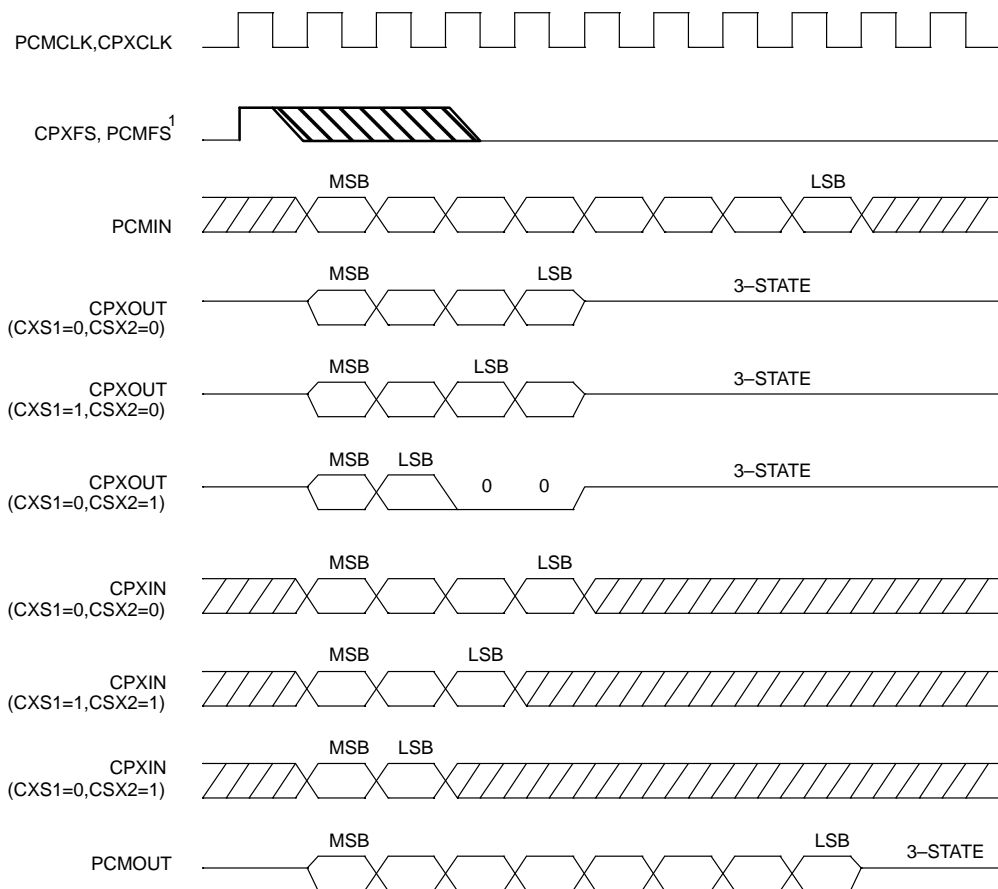 PCMCLK,CPXCLK
CPXFS, PCMFS1
MSB LSB
PCMIN
MSB LSB 3–STATE
CPXOUT
(CXS1=0,CSX2=0)
MSB LSB 3–STATE
CPXOUT
(CXS1=1,CSX2=0)
MSB LSB 3–STATE
CPXOUT 0 0
(CXS1=0,CSX2=1)
MSB LSB
CPXIN
(CXS1=0,CSX2=0)
MSB LSB
CPXIN
(CXS1=1,CSX2=1)
MSB LSB
CPXIN
(CXS1=0,CSX2=1)
MSB LSB 3–STATE
PCMOUT